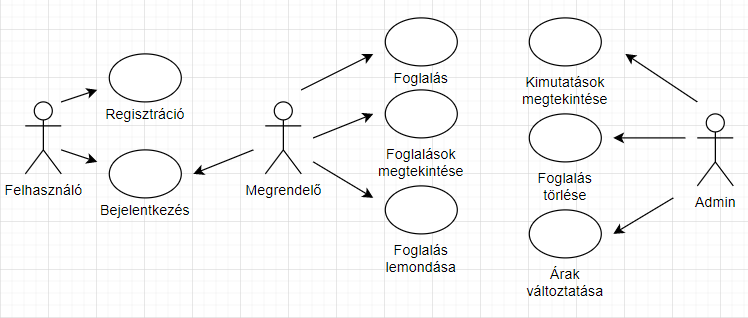 Regisztráció
Felhasználó
Bejelentkezés
Megrendelő
Foglalás
Foglalások
megtekintése
Foglalás
lemondása
Kimutatások
megtekintése
Foglalás
törlése
Árak
változtatása
Admin